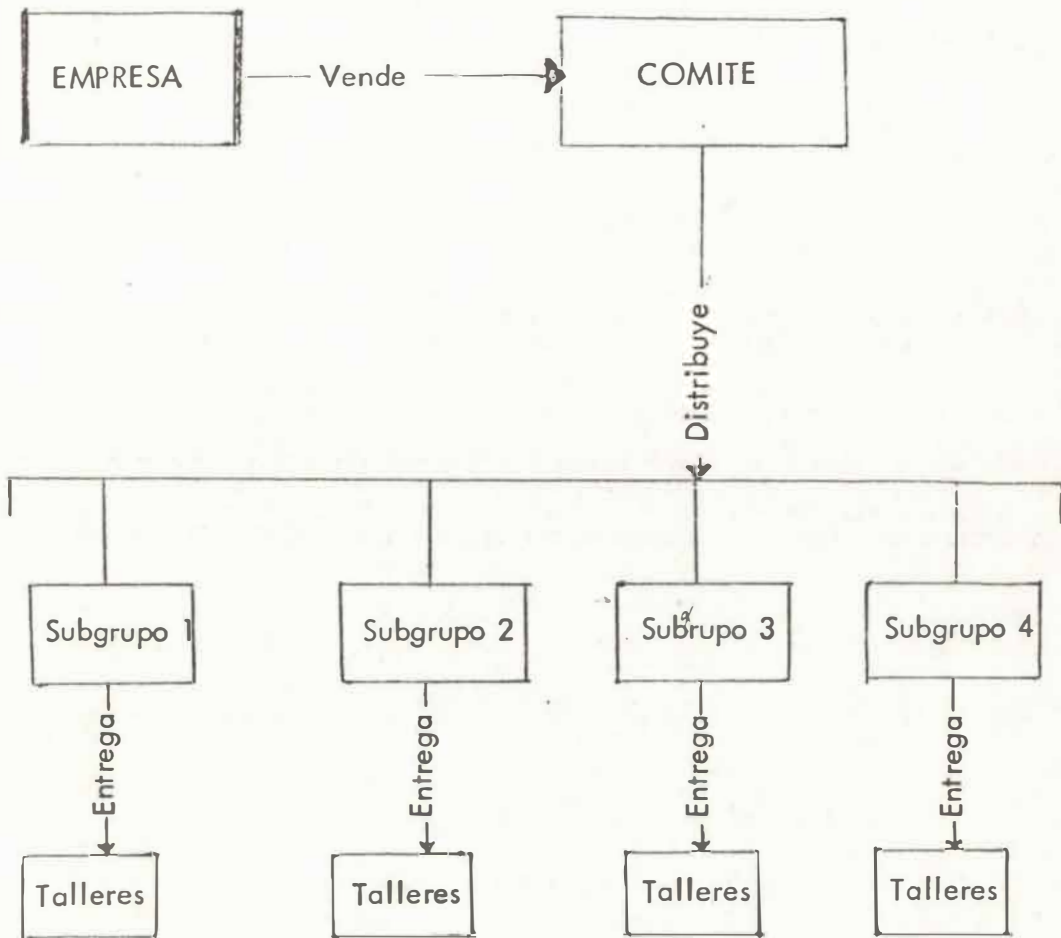 EMPRESA Vende COMITE
Distribuye
Subgrupo 1 Subgrupo 2 Subgrupo 3 Subgrupo 4
Entrega Entrega Entrega Entrega
Talleres Talleres Talleres Talleres